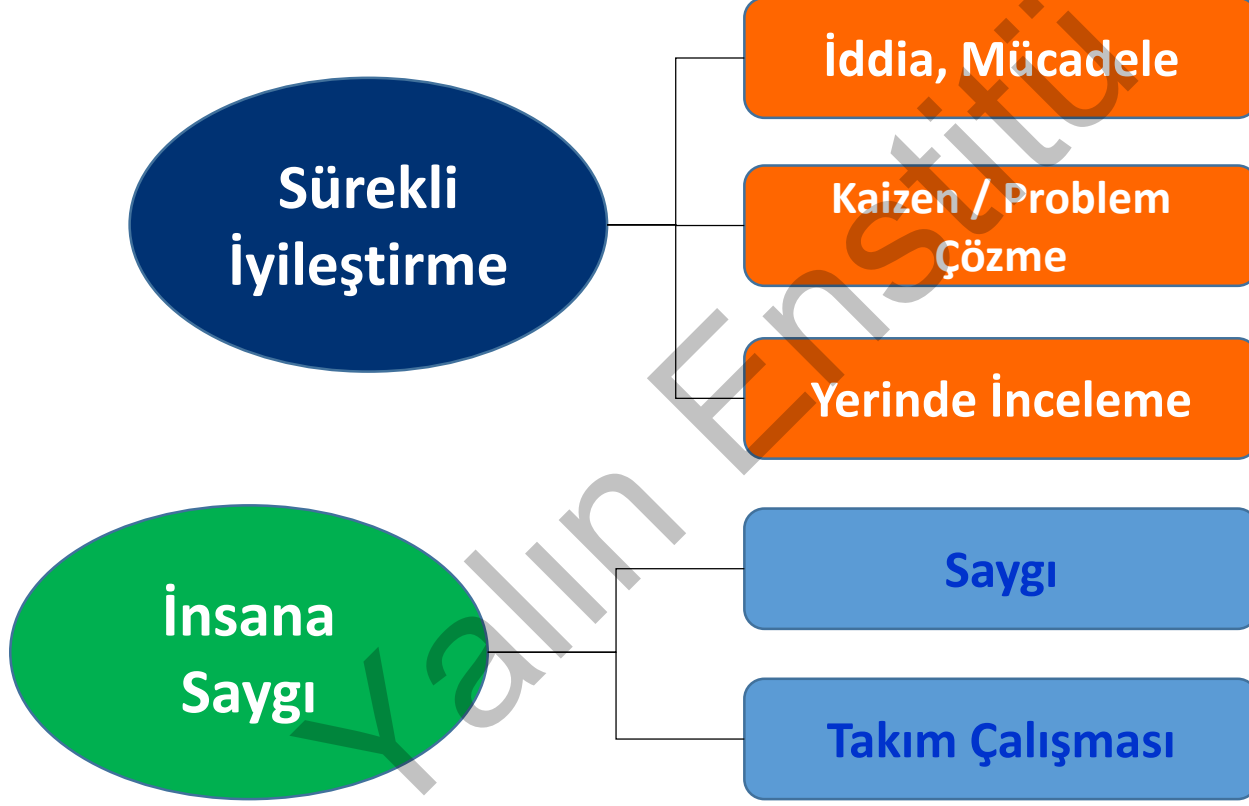 İddia, Mücadele
Sürekli
İyileştirme
Kaizen / Problem
Çözme
Yerinde İnceleme
İnsana
Saygı
Saygı
Takım Çalışması
Yalın Enstitü